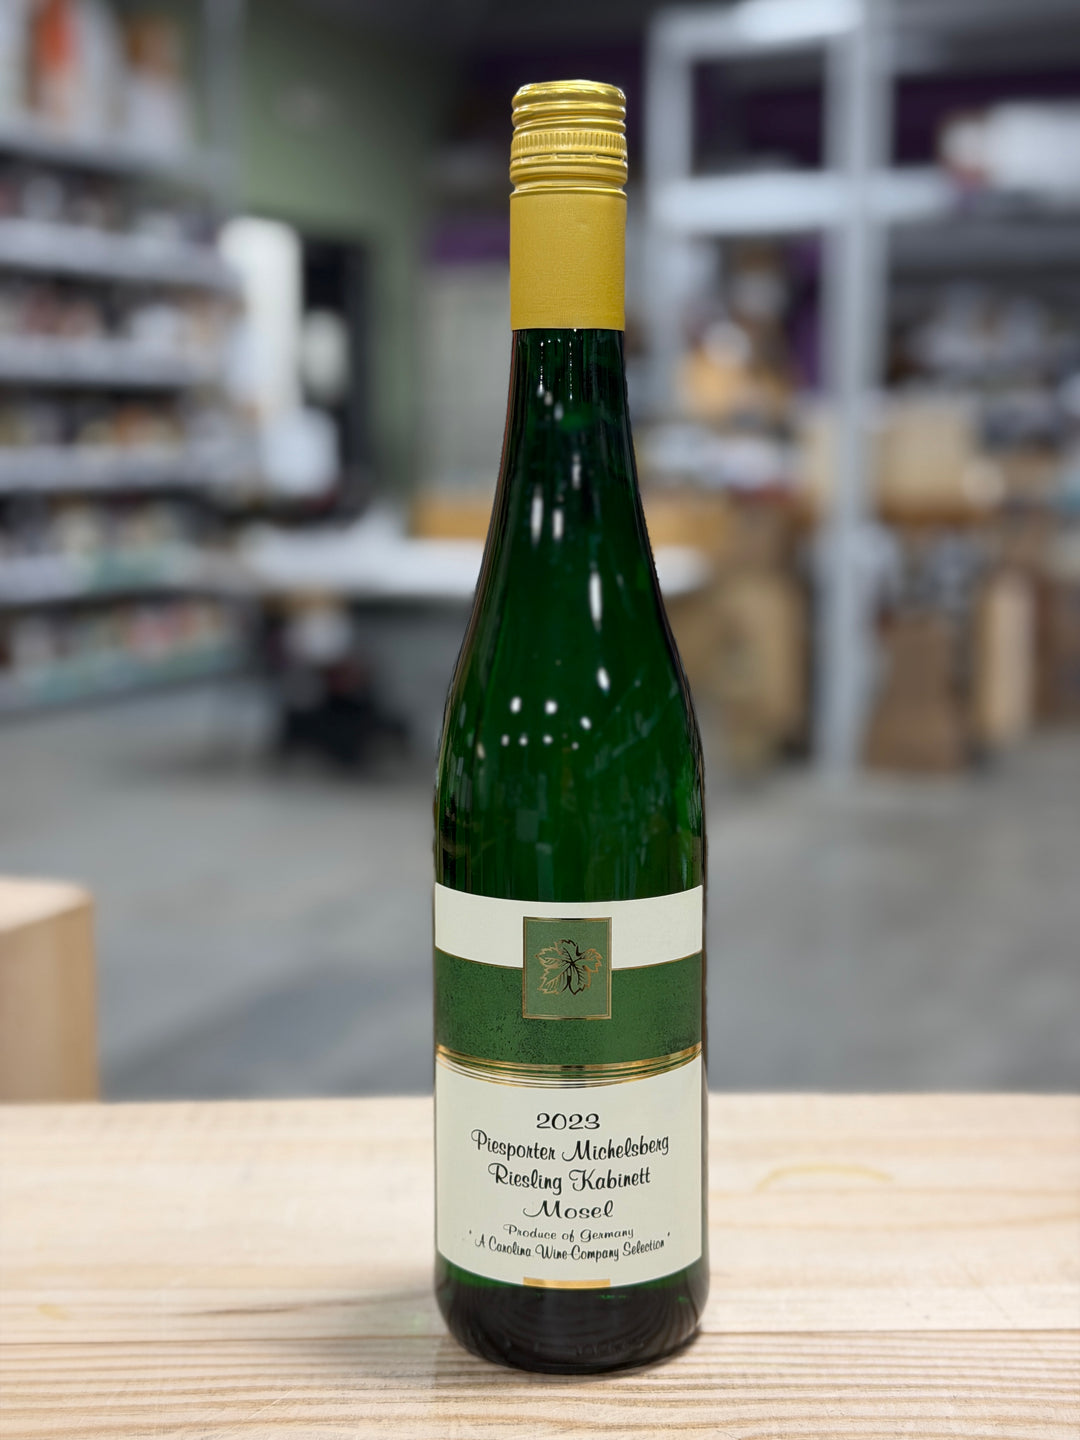 2023
Piesporter Michelsberg
Riesling Kabinett
Mosel
Produce of Germany
"A Carolina Wine Company Selection"